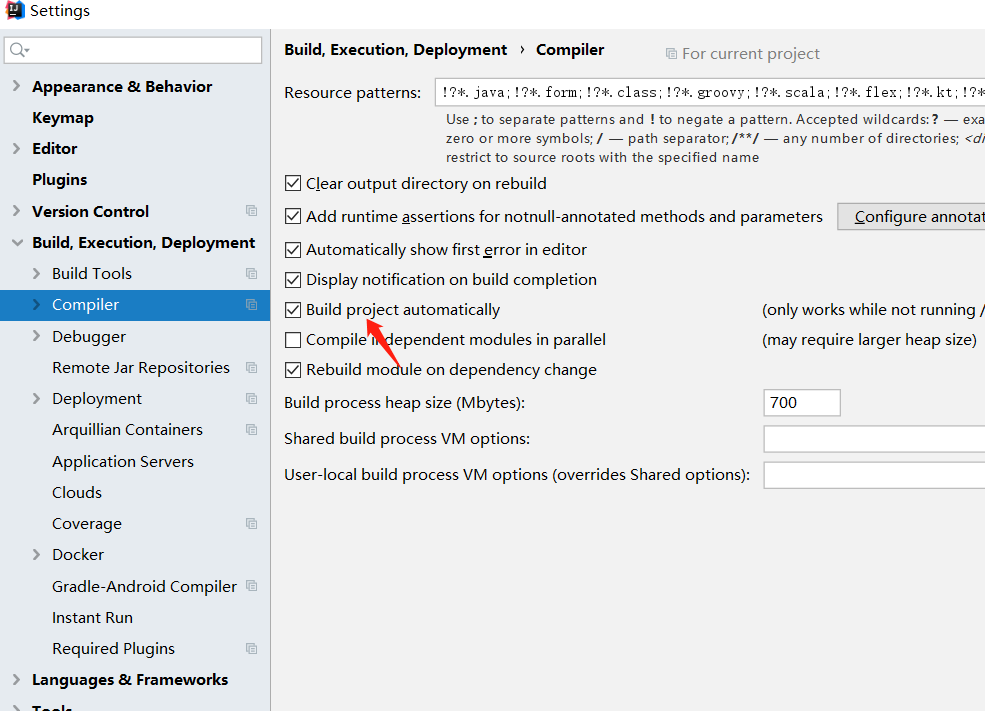 Settings
Appearance & Behavior
Keymap
Editor
Plugins
Version Control
Build, Execution, Deployment
Build Tools
Compiler
Debugger
Remote Jar Repositories
Deployment
Arquillian Containers
Application Servers
Clouds
Coverage
Docker
Gradle-Android Compiler
Instant Run
Required Plugins
Languages & Frameworks
Tools
Build, Execution, Deployment › Compiler For current project
Resource patterns: !?*.java;!?*.form;!?*.class;!?*.groovy;!?*.scala;!?*.flex;!?*.kt;!?*
Use ; to separate patterns and ! to negate a pattern. Accepted wildcards: ? — exa
zero or more symbols; / — path separator; /**/ — any number of directories; <di
restrict to source roots with the specified name
Clear output directory on rebuild
Add runtime assertions for notnull-annotated methods and parameters Configure annotat
Automatically show first error in editor
Display notification on build completion
Build project automatically (only works while not running /
Compile independent modules in parallel (may require larger heap size)
Rebuild module on dependency change
Build process heap size (Mbytes): 700
Shared build process VM options:
User-local build process VM options (overrides Shared options):